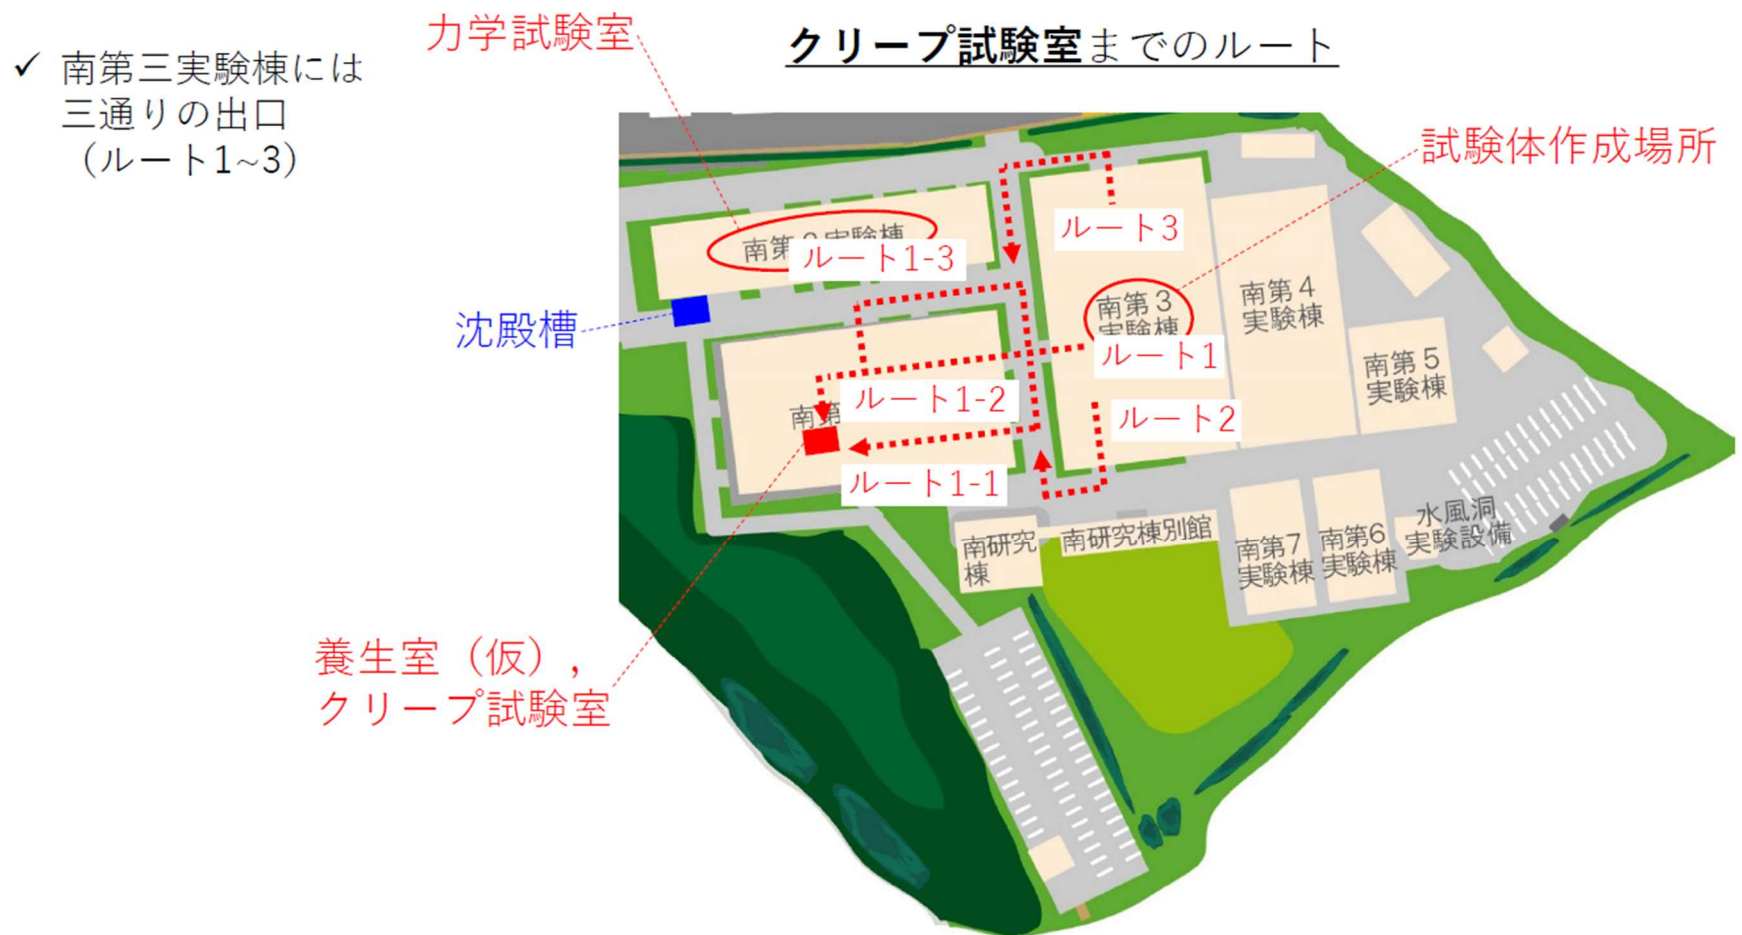 力学試験室
クリープ試験室までのルート
✓ 南第三実験棟には
三通りの出口
（ルート1~3）
試験体作成場所
ルート3
ルート1-3
南第3
実験棟
南第4
実験棟
沈殿槽
ルート1
南第5
実験棟
ルート1-2
南第
ルート2
ルート1-1
水風洞
実験設備
南研究
棟
南研究棟別館
南第7
実験棟
南第6
実験棟
養生室（仮）,
クリープ試験室